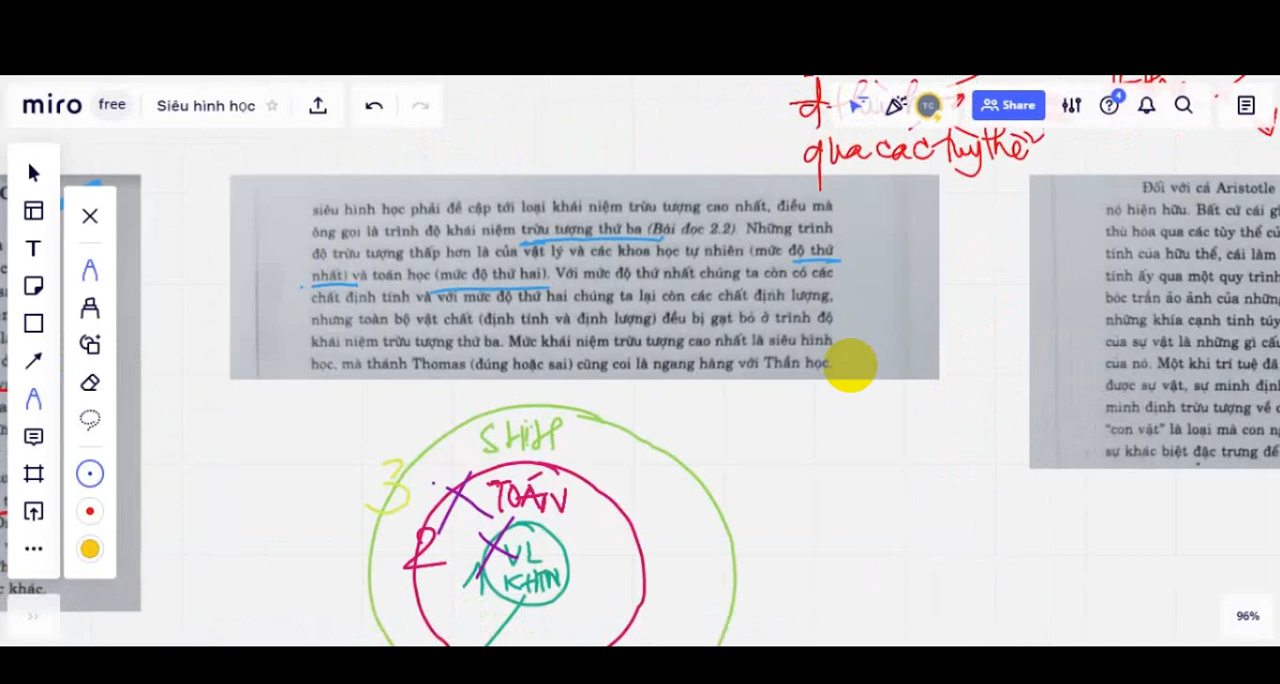 miro free Siêu hình học
TC Share 4
qua các tùy thể
siêu hình học phải đề cập tới loại khái niệm trừu tượng cao nhất, điều mà
ông gọi là trình độ khái niệm trừu tượng thứ ba (Bài đọc 2.2). Những trình
độ trừu tượng thấp hơn là của vật lý và các khoa học tự nhiên (mức độ thứ
nhất) và toán học (mức độ thứ hai). Với mức độ thứ nhất chúng ta còn có các
chất định tính và với mức độ thứ hai chúng ta lại còn các chất định lượng,
nhưng toàn bộ vật chất (định tính và định lượng) đều bị gạt bỏ ở trình độ
khái niệm trừu tượng thứ ba. Mức khái niệm trừu tượng cao nhất là siêu hình
học, mà thánh Thomas (đúng hoặc sai) cũng coi là ngang hàng với Thần học.
Đối với cả Aristotle
nó hiện hữu. Bất cứ cái gì
thù hóa qua các tùy thể củ
tính của hữu thể, cái làm
tính ấy qua một quy trình
bóc trần ảo ảnh của những
những khía cạnh tinh túy
của sự vật là những gì cấu
của nó. Một khi trí tuệ đã
được sự vật, sự minh định
minh định trừu tượng về c
"con vật" là loại mà con ng
sự khác biệt đặc trưng để
khác.
3
SHH
2
TOÁN
1
VL
KHTN
96%